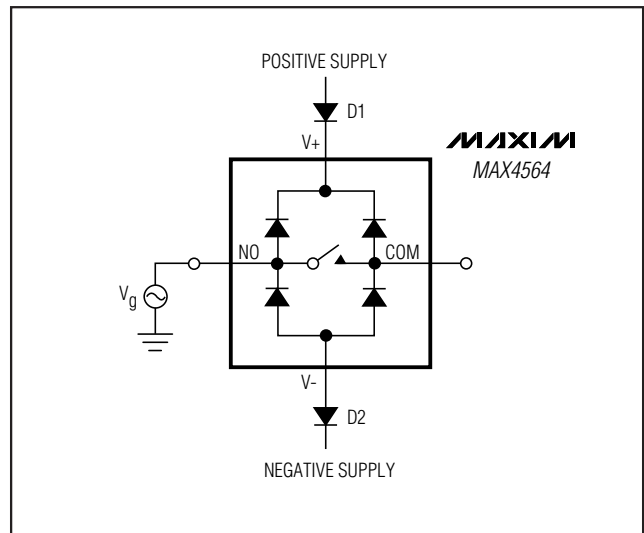 POSITIVE SUPPLY
D1
V+
MAXIM
MAX4564
NO
COM
Vg
V-
D2
NEGATIVE SUPPLY